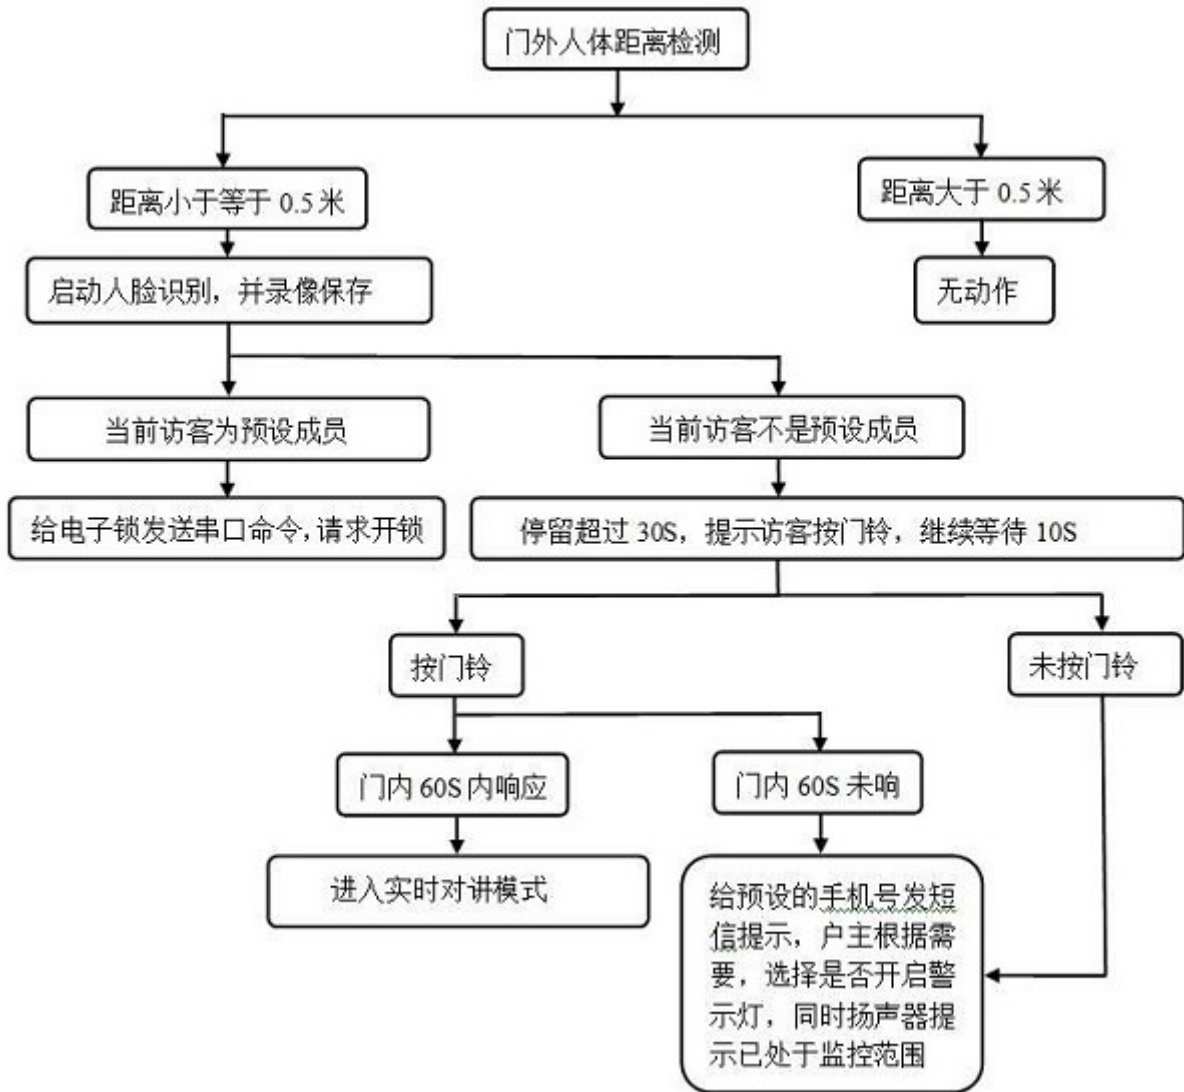 门外人体距离检测
距离小于等于 0.5 米
距离大于 0.5 米
启动人脸识别，并录像保存
无动作
当前访客为预设成员
当前访客不是预设成员
给电子锁发送串口命令,请求开锁
停留超过 30S，提示访客按门铃，继续等待 10S
按门铃
未按门铃
门内 60S 内响应
门内 60S 未响
进入实时对讲模式
给预设的手机号发短
信提示，户主根据需
要，选择是否开启警
示灯，同时扬声器提
示已处于监控范围